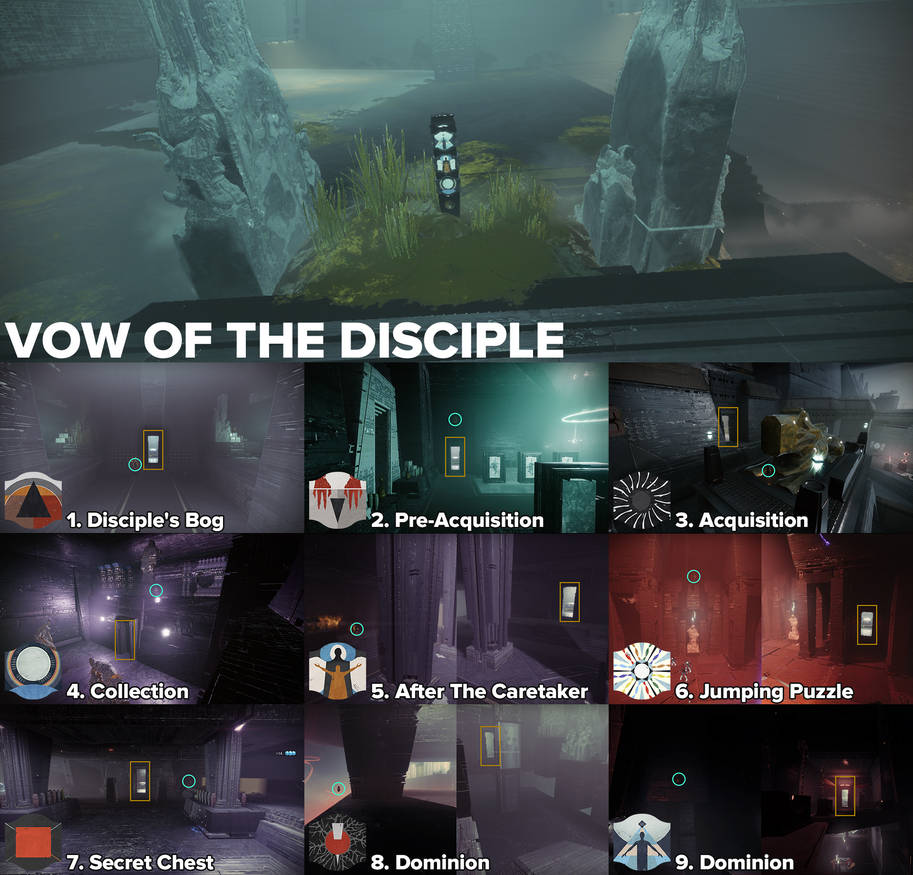 VOW OF THE DISCIPLE
1. Disciple's Bog
2. Pre-Acquisition
3. Acquisition
4. Collection
5. After The Caretaker
6. Jumping Puzzle
7. Secret Chest
8. Dominion
9. Dominion